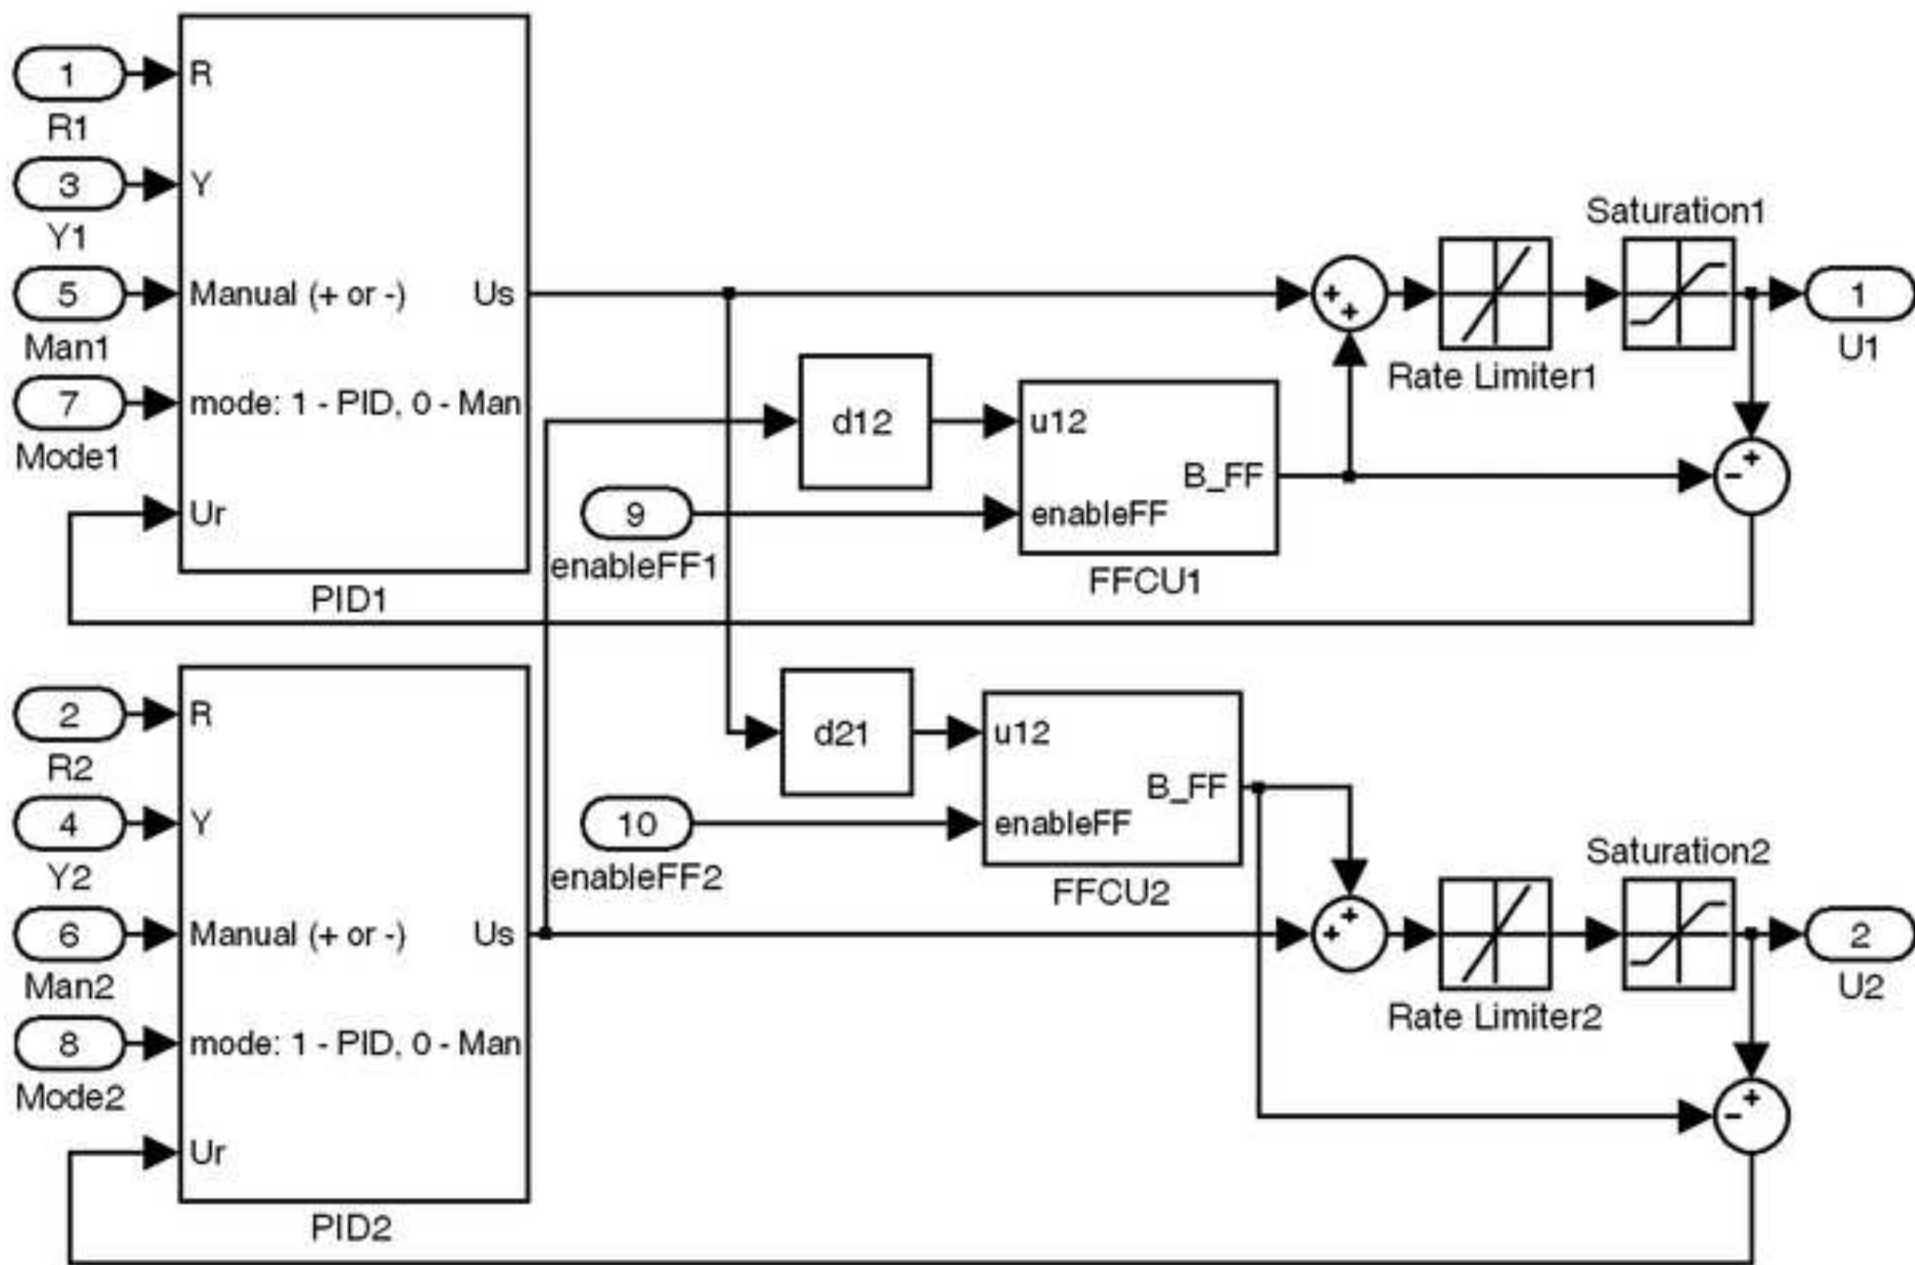 1
R
R1
3
Y
Y1
Saturation1
5
Manual (+ or -)
Us
+
+
1
Man1
U1
Rate Limiter1
7
mode: 1 - PID, 0 - Man
d12
u12
Mode1
+
-
B_FF
Ur
9
enableFF
enableFF1
FFCU1
PID1
2
R
R2
d21
u12
B_FF
4
Y
10
enableFF
Y2
enableFF2
FFCU2
Saturation2
6
Manual (+ or -)
Us
+
+
2
Man2
U2
Rate Limiter2
8
mode: 1 - PID, 0 - Man
Mode2
+
-
Ur
PID2